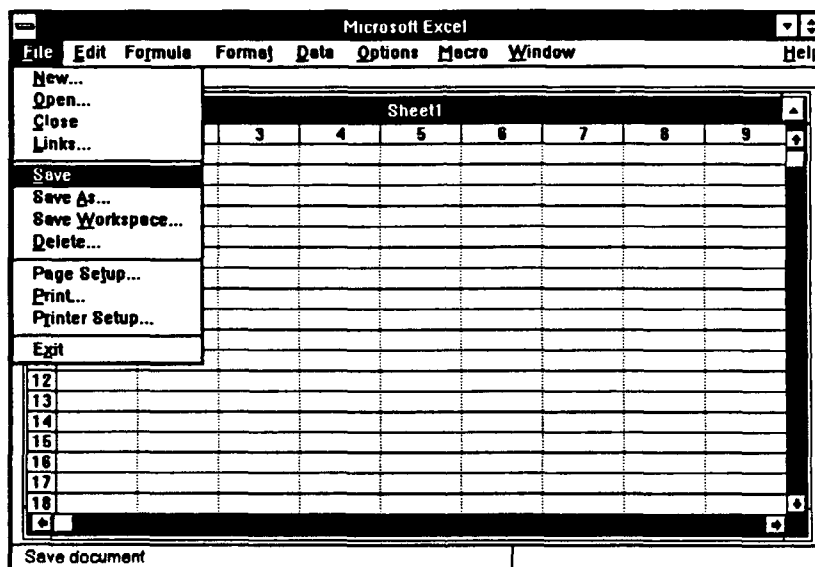 Microsoft Excel
File Edit Formula Format Data Options Macro Window Help
New...
Open...
Close
Links...
Save
Save As...
Save Workspace...
Delete...
Page Setup...
Print...
Printer Setup...
Exit
Sheet1
3 4 5 6 7 8 9
12
13
14
15
16
17
18
Save document